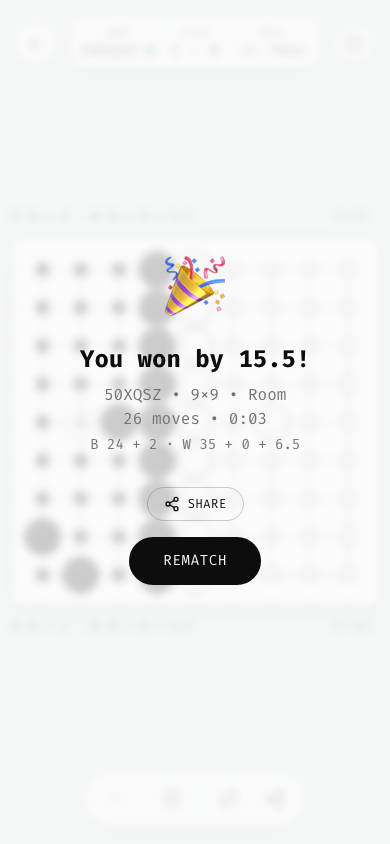 You won by 15.5!
50XQSZ • 9×9 • Room
26 moves • 0:03
B 24 + 2 · W 35 + 0 + 6.5
SHARE
REMATCH